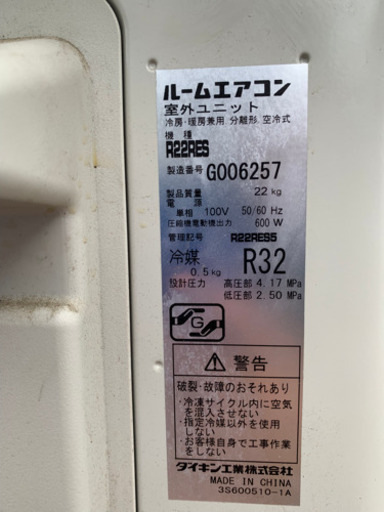 ルームエアコン
室外ユニット
冷房・暖房兼用 分離形 空冷式
機種
R22RES
製造番号 G006257
製品質量 22 kg
電源
単相 100V 50/60 Hz
圧縮機電動機出力 600 W
管理記号 R22RES5
冷媒 R32
0.5kg
設計圧力 高圧部 4.17 MPa
低圧部 2.50 MPa
G
警告
破裂・故障のおそれあり
・冷凍サイクル内に空気
を混入させない
・指定冷媒以外を使用
しない
・お客様自身で工事作業
をしない
ダイキン工業株式会社
MADE IN CHINA
3S600510-1A